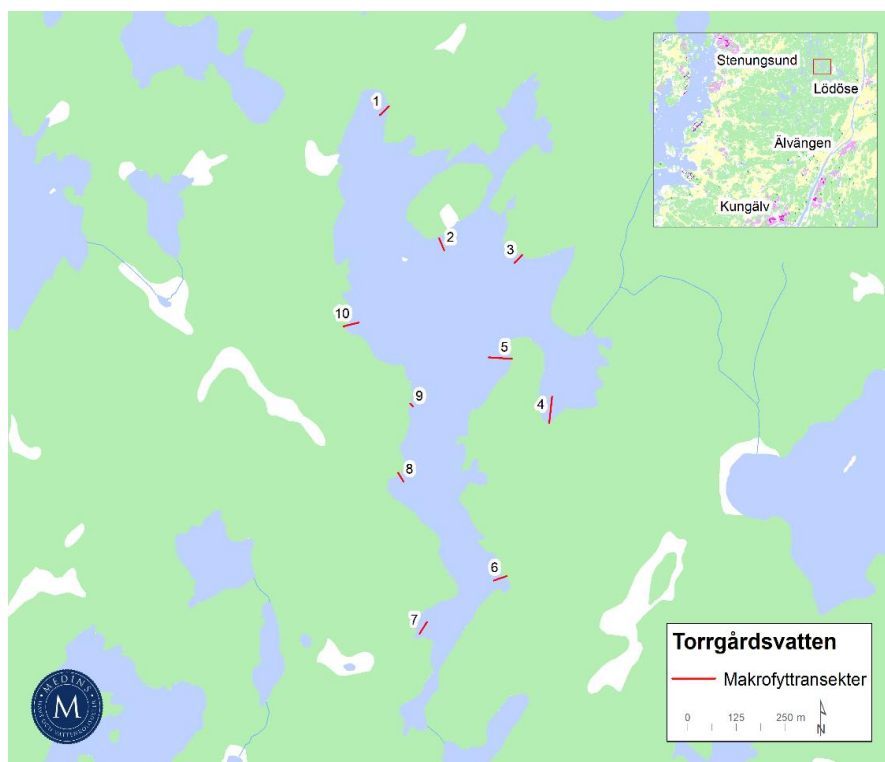 Stenungsund
Lödöse
Älvängen
Kungälv
1
2
3
10
5
4
9
8
6
7
Torrgårdsvatten
Makrofyttransekter
0 125 250 m
N
MEDINS
M